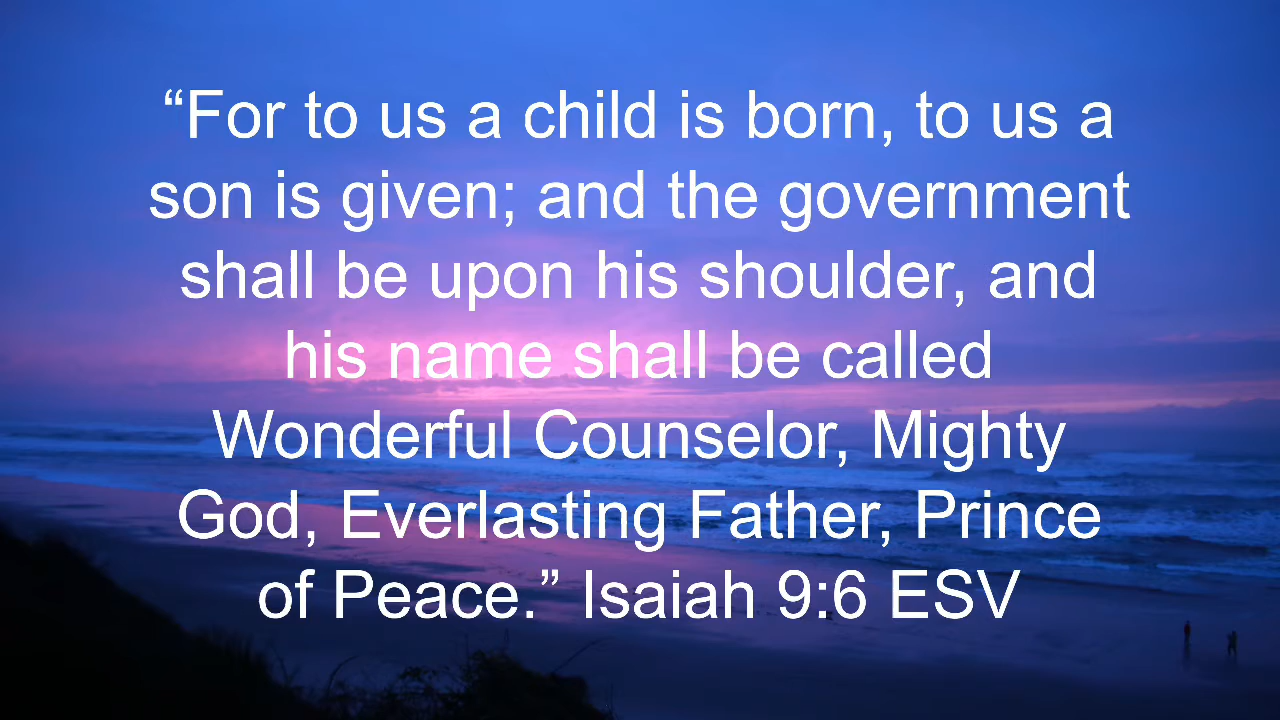 “For to us a child is born, to us a
son is given; and the government
shall be upon his shoulder, and
his name shall be called
Wonderful Counselor, Mighty
God, Everlasting Father, Prince
of Peace.” Isaiah 9:6 ESV